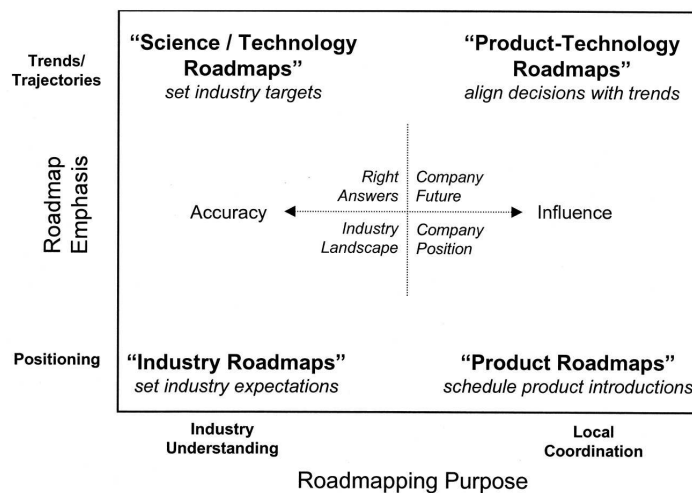 Trends/
Trajectories
“Science / Technology
Roadmaps”
set industry targets
“Product-Technology
Roadmaps”
align decisions with trends
Roadmap
Emphasis
Right
Answers
Company
Future
Accuracy
Influence
Industry
Landscape
Company
Position
Positioning
“Industry Roadmaps”
set industry expectations
“Product Roadmaps”
schedule product introductions
Industry
Understanding
Local
Coordination
Roadmapping Purpose